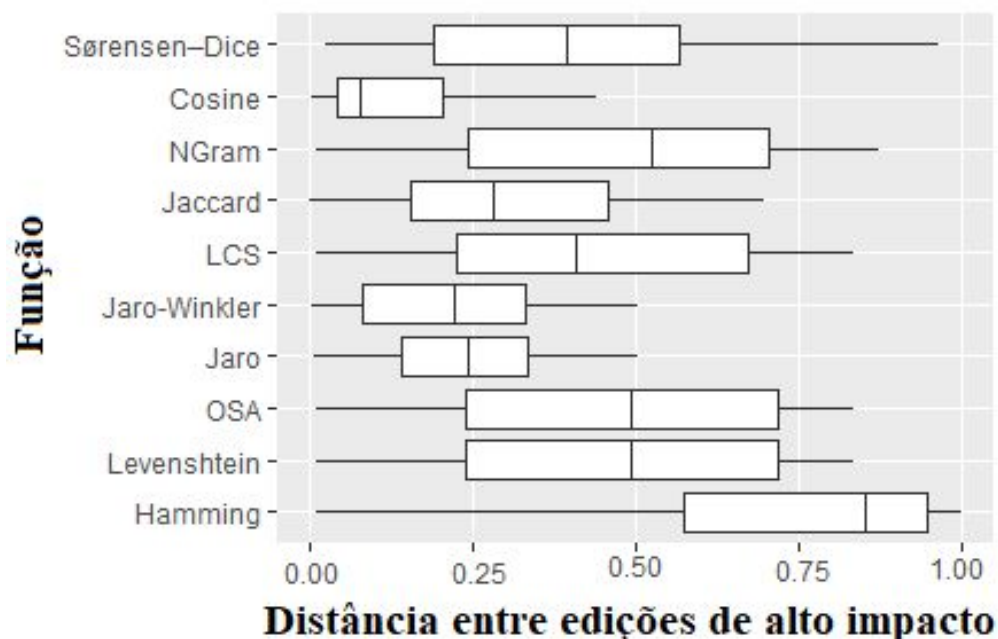 Sørensen–Dice
Cosine
NGram
Jaccard
LCS
Jaro-Winkler
Jaro
OSA
Levenshtein
Hamming
Função
0.00 0.25 0.50 0.75 1.00
Distância entre edições de alto impacto